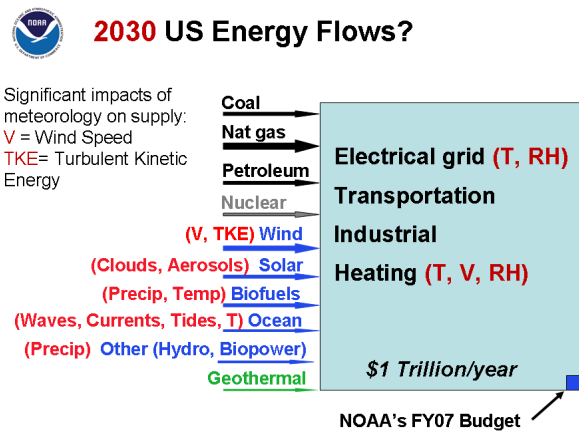 NOAA
2030 US Energy Flows?
Significant impacts of
meteorology on supply:
V = Wind Speed
TKE= Turbulent Kinetic
Energy
Coal
Nat gas
Petroleum
Nuclear
(V, TKE) Wind
(Clouds, Aerosols) Solar
(Precip, Temp) Biofuels
(Waves, Currents, Tides, T) Ocean
(Precip) Other (Hydro, Biopower)
Geothermal
Electrical grid (T, RH)
Transportation
Industrial
Heating (T, V, RH)
$1 Trillion/year
NOAA's FY07 Budget